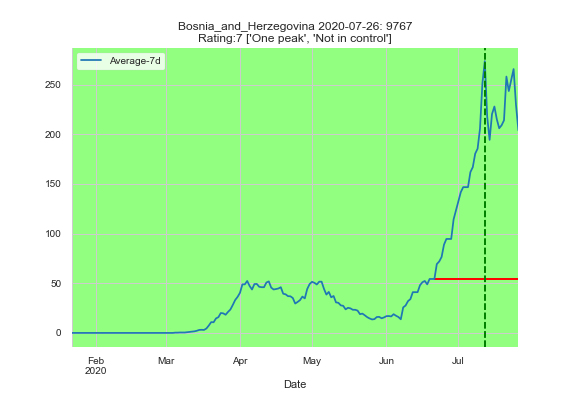 Bosnia_and_Herzegovina 2020-07-26: 9767
Rating:7 ['One peak', 'Not in control']
Average-7d
250
200
150
100
50
0
Feb Mar Apr May Jun Jul
2020
Date